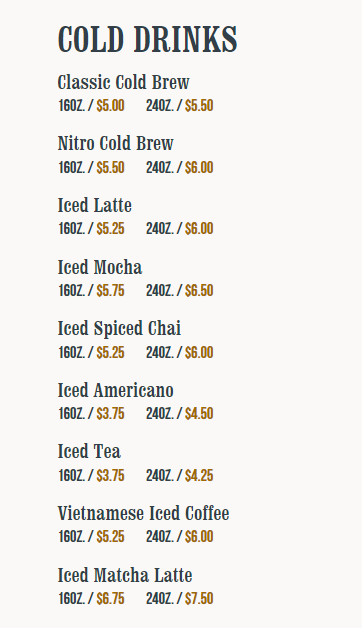 COLD DRINKS
Classic Cold Brew
16OZ. / $5.00 24OZ. / $5.50
Nitro Cold Brew
16OZ. / $5.50 24OZ. / $6.00
Iced Latte
16OZ. / $5.25 24OZ. / $6.00
Iced Mocha
16OZ. / $5.75 24OZ. / $6.50
Iced Spiced Chai
16OZ. / $5.25 24OZ. / $6.00
Iced Americano
16OZ. / $3.75 24OZ. / $4.50
Iced Tea
16OZ. / $3.75 24OZ. / $4.25
Vietnamese Iced Coffee
16OZ. / $5.25 24OZ. / $6.00
Iced Matcha Latte
16OZ. / $6.75 24OZ. / $7.50